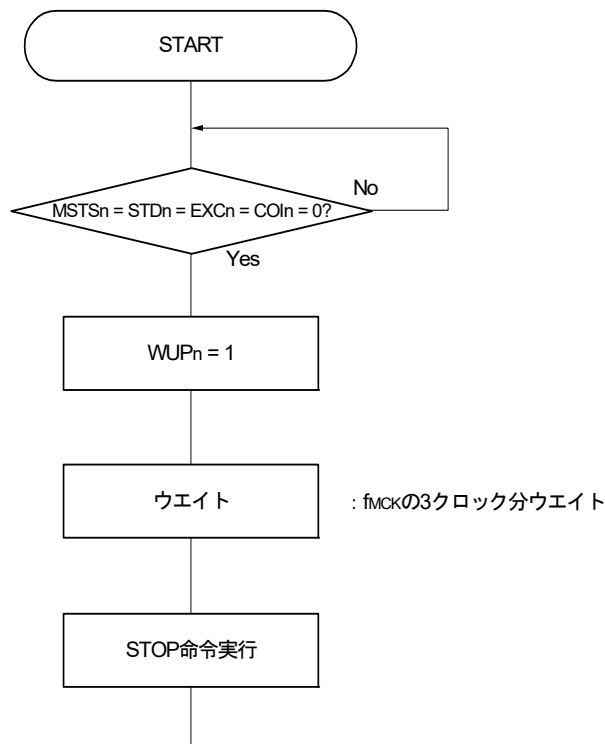 START
No
MSTSn = STDn = EXCn = COIn = 0?
Yes
WUPn = 1
ウエイト : fMCKの3クロック分ウエイト
STOP命令実行